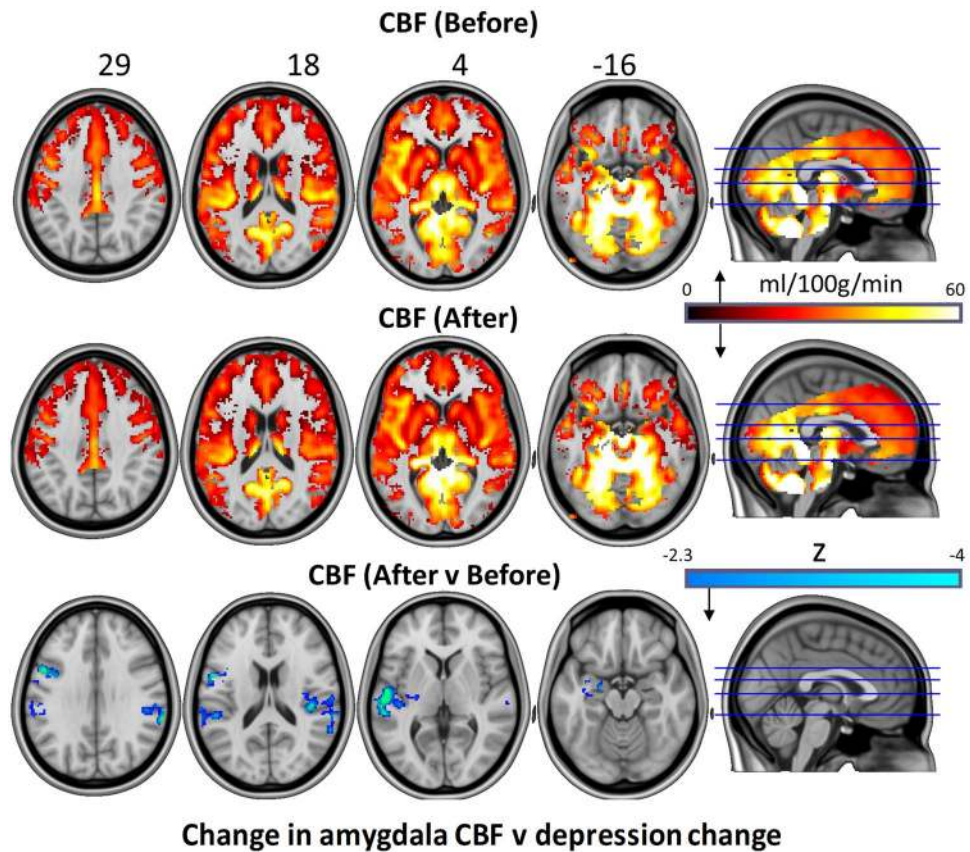 CBF (Before)
29 18 4 -16
0 ml/100g/min 60
CBF (After)
-2.3 Z -4
CBF (After v Before)
Change in amygdala CBF v depression change